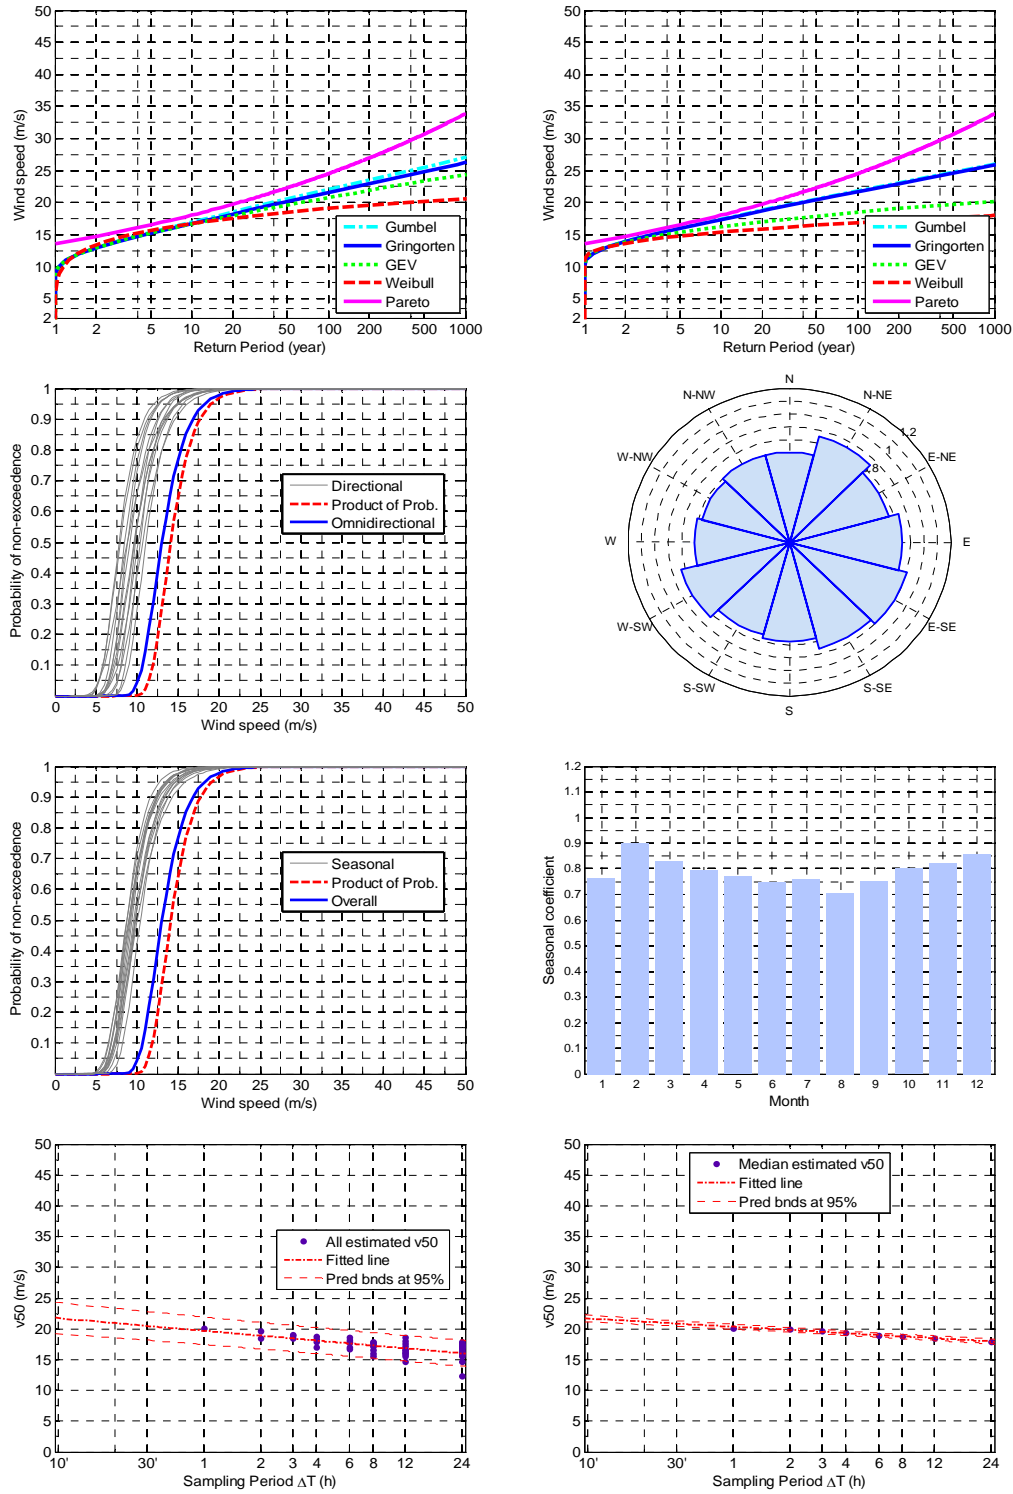 50
45
40
35
30
25
20
15
10
5
2
Wind speed (m/s)
Gumbel
Gringorten
GEV
Weibull
Pareto
1 2 5 10 20 50 100 200 500 1000
Return Period (year)
50
45
40
35
30
25
20
15
10
5
2
Wind speed (m/s)
Gumbel
Gringorten
GEV
Weibull
Pareto
1 2 5 10 20 50 100 200 500 1000
Return Period (year)
1
0.9
0.8
0.7
0.6
0.5
0.4
0.3
0.2
0.1
Probability of non-exceedence
Directional
Product of Prob.
Omnidirectional
0 5 10 15 20 25 30 35 40 45 50
Wind speed (m/s)
N
N-NW
N-NE
1.2
1
.8
W-NW
E-NE
W
E
W-SW
E-SE
S-SW
S-SE
S
1
0.9
0.8
0.7
0.6
0.5
0.4
0.3
0.2
0.1
Probability of non-exceedence
Seasonal
Product of Prob.
Overall
0 5 10 15 20 25 30 35 40 45 50
Wind speed (m/s)
1.2
1.1
1
0.9
0.8
0.7
0.6
0.5
0.4
0.3
0.2
0.1
0
Seasonal coefficient
1 2 3 4 5 6 7 8 9 10 11 12
Month
50
45
40
35
30
25
20
15
10
5
0
v50 (m/s)
All estimated v50
Fitted line
Pred bnds at 95%
10' 30' 1 2 3 4 6 8 12 24
Sampling Period ΔT (h)
50
45
40
35
30
25
20
15
10
5
0
v50 (m/s)
Median estimated v50
Fitted line
Pred bnds at 95%
10' 30' 1 2 3 4 6 8 12 24
Sampling Period ΔT (h)